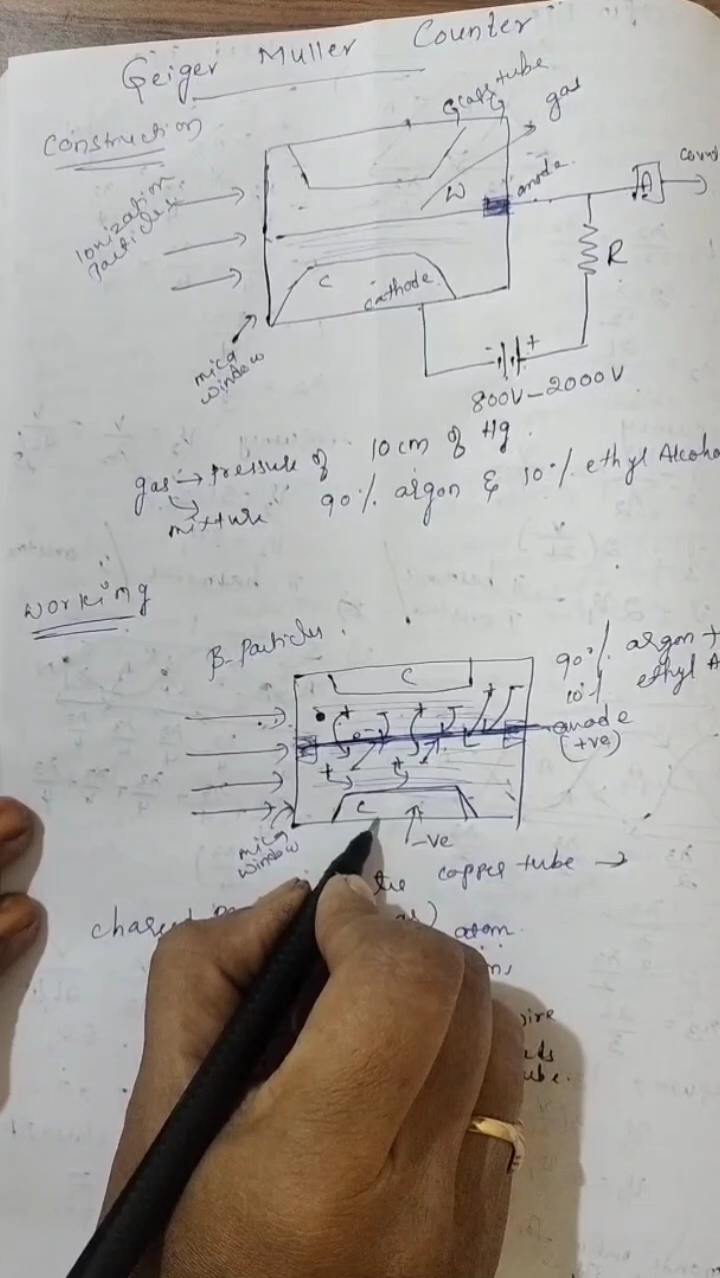 Geiger Muller Counter
Construction
Glass tube
gas
Ionization
Particles
W
anode
A
R
C
cathode
- +
mica
window
800V-2000V
gas → Pressure of 10 cm of Hg.
mixture 90% argon & 10% ethyl
Working
β-Particles.
C
90% argon +
10% ethyl
+ + e- + +
anode
(+ve)
C
mica
window
-ve
the copper tube →
atom